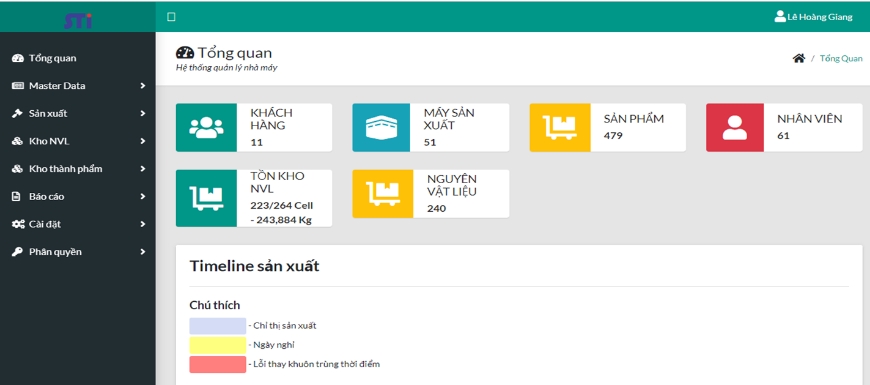 STI
Lê Hoàng Giang
Tổng quan
Master Data
Sản xuất
Kho NVL
Kho thành phẩm
Báo cáo
Cài đặt
Phân quyền
Tổng quan
Hệ thống quản lý nhà máy
/ Tổng Quan
KHÁCH
HÀNG
11
MÁY SẢN
XUẤT
51
SẢN PHẨM
479
NHÂN VIÊN
61
TỒN KHO
NVL
223/264 Cell
- 243,884 Kg
NGUYÊN
VẬT LIỆU
240
Timeline sản xuất
Chú thích
- Chỉ thị sản xuất
- Ngày nghỉ
- Lỗi thay khuôn trùng thời điểm